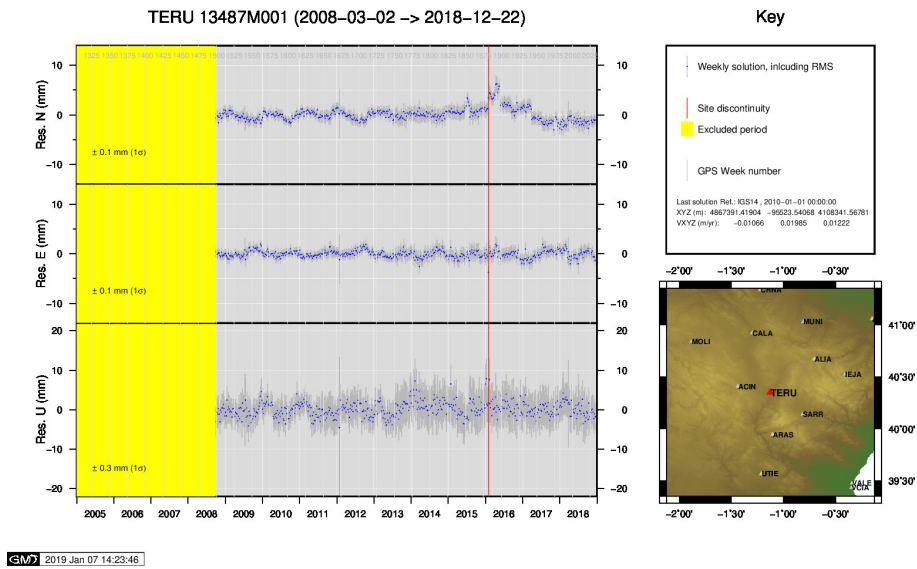 TERU 13487M001 (2008−03−02 −> 2018−12−22)
Key
10
0
−10
Res. N (mm)
± 0.1 mm (1σ)
10
0
−10
10
0
−10
Res. E (mm)
± 0.1 mm (1σ)
10
0
−10
20
10
0
−10
−20
Res. U (mm)
± 0.3 mm (1σ)
20
10
0
−10
−20
2005 2006 2007 2008 2009 2010 2011 2012 2013 2014 2015 2016 2017 2018
Weekly solution, inlcuding RMS
Site discontinuity
Excluded period
GPS Week number
Last solution Ref.: IGS14 , 2010−01−01 00:00:00
XYZ (m): 4867391.41904 −95523.54068 4108341.56781
VXYZ (m/yr): −0.01066 0.01985 0.01222
−2˚00' −1˚30' −1˚00' −0˚30'
41˚00'
40˚30'
40˚00'
39˚30'
MUNI
CALA
MOLI
ALIA
IEJA
ACIN
TERU
SARR
ARAS
UTIE
VALE
−2˚00' −1˚30' −1˚00' −0˚30'
GMT 2019 Jan 07 14:23:46